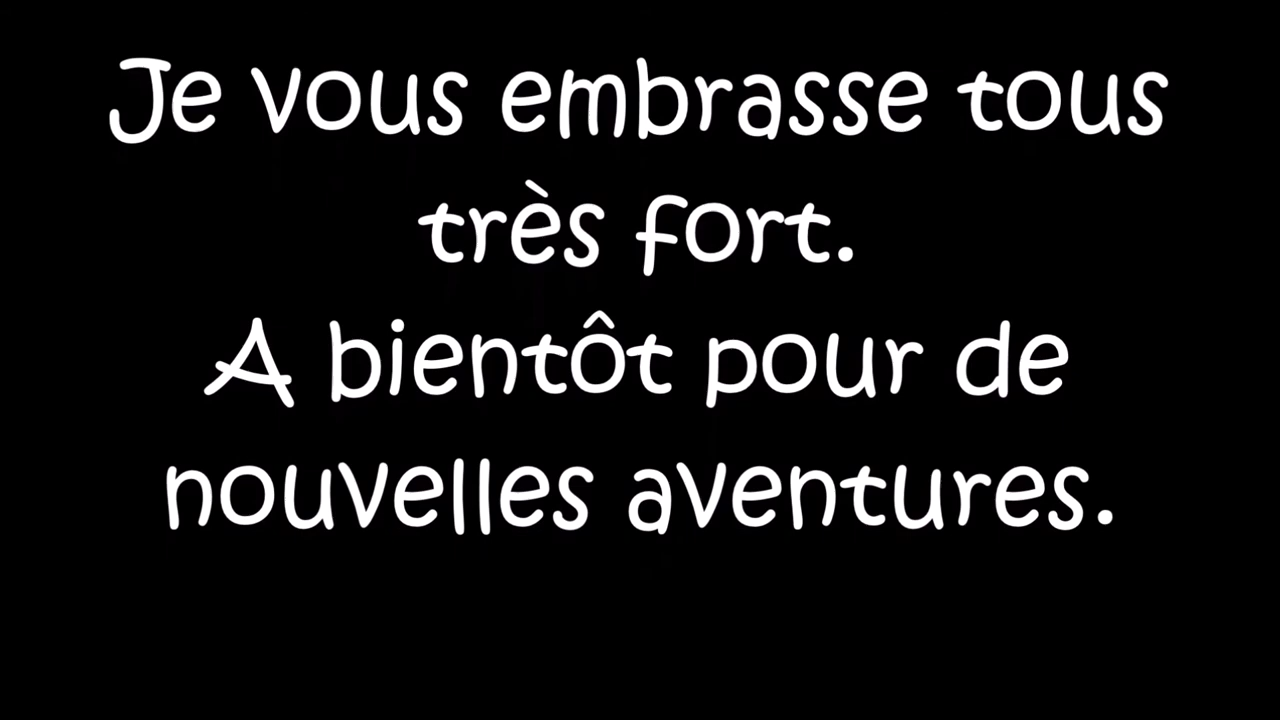 Je vous embrasse tous
très fort.
A bientôt pour de
nouvelles aventures.